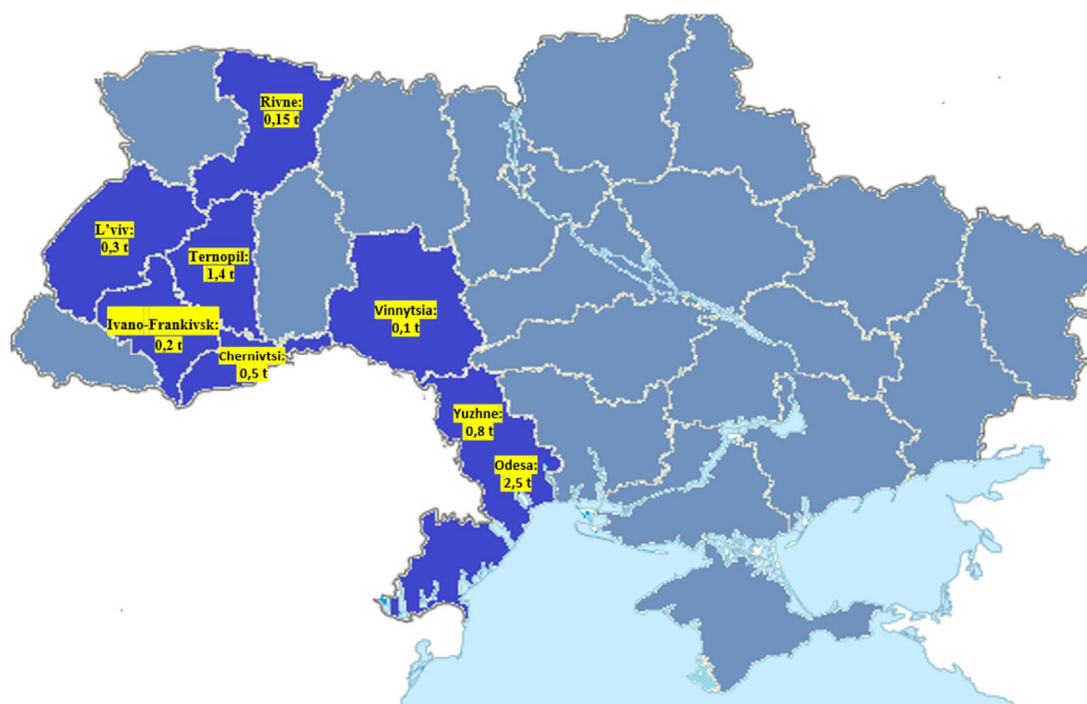 Rivne:
0,15 t
L'viv:
0,3 t
Ternopil:
1,4 t
Ivano-Frankivsk:
0,2 t
Chernivtsi:
0,5 t
Vinnytsia:
0,1 t
Yuzhne:
0,8 t
Odesa:
2,5 t